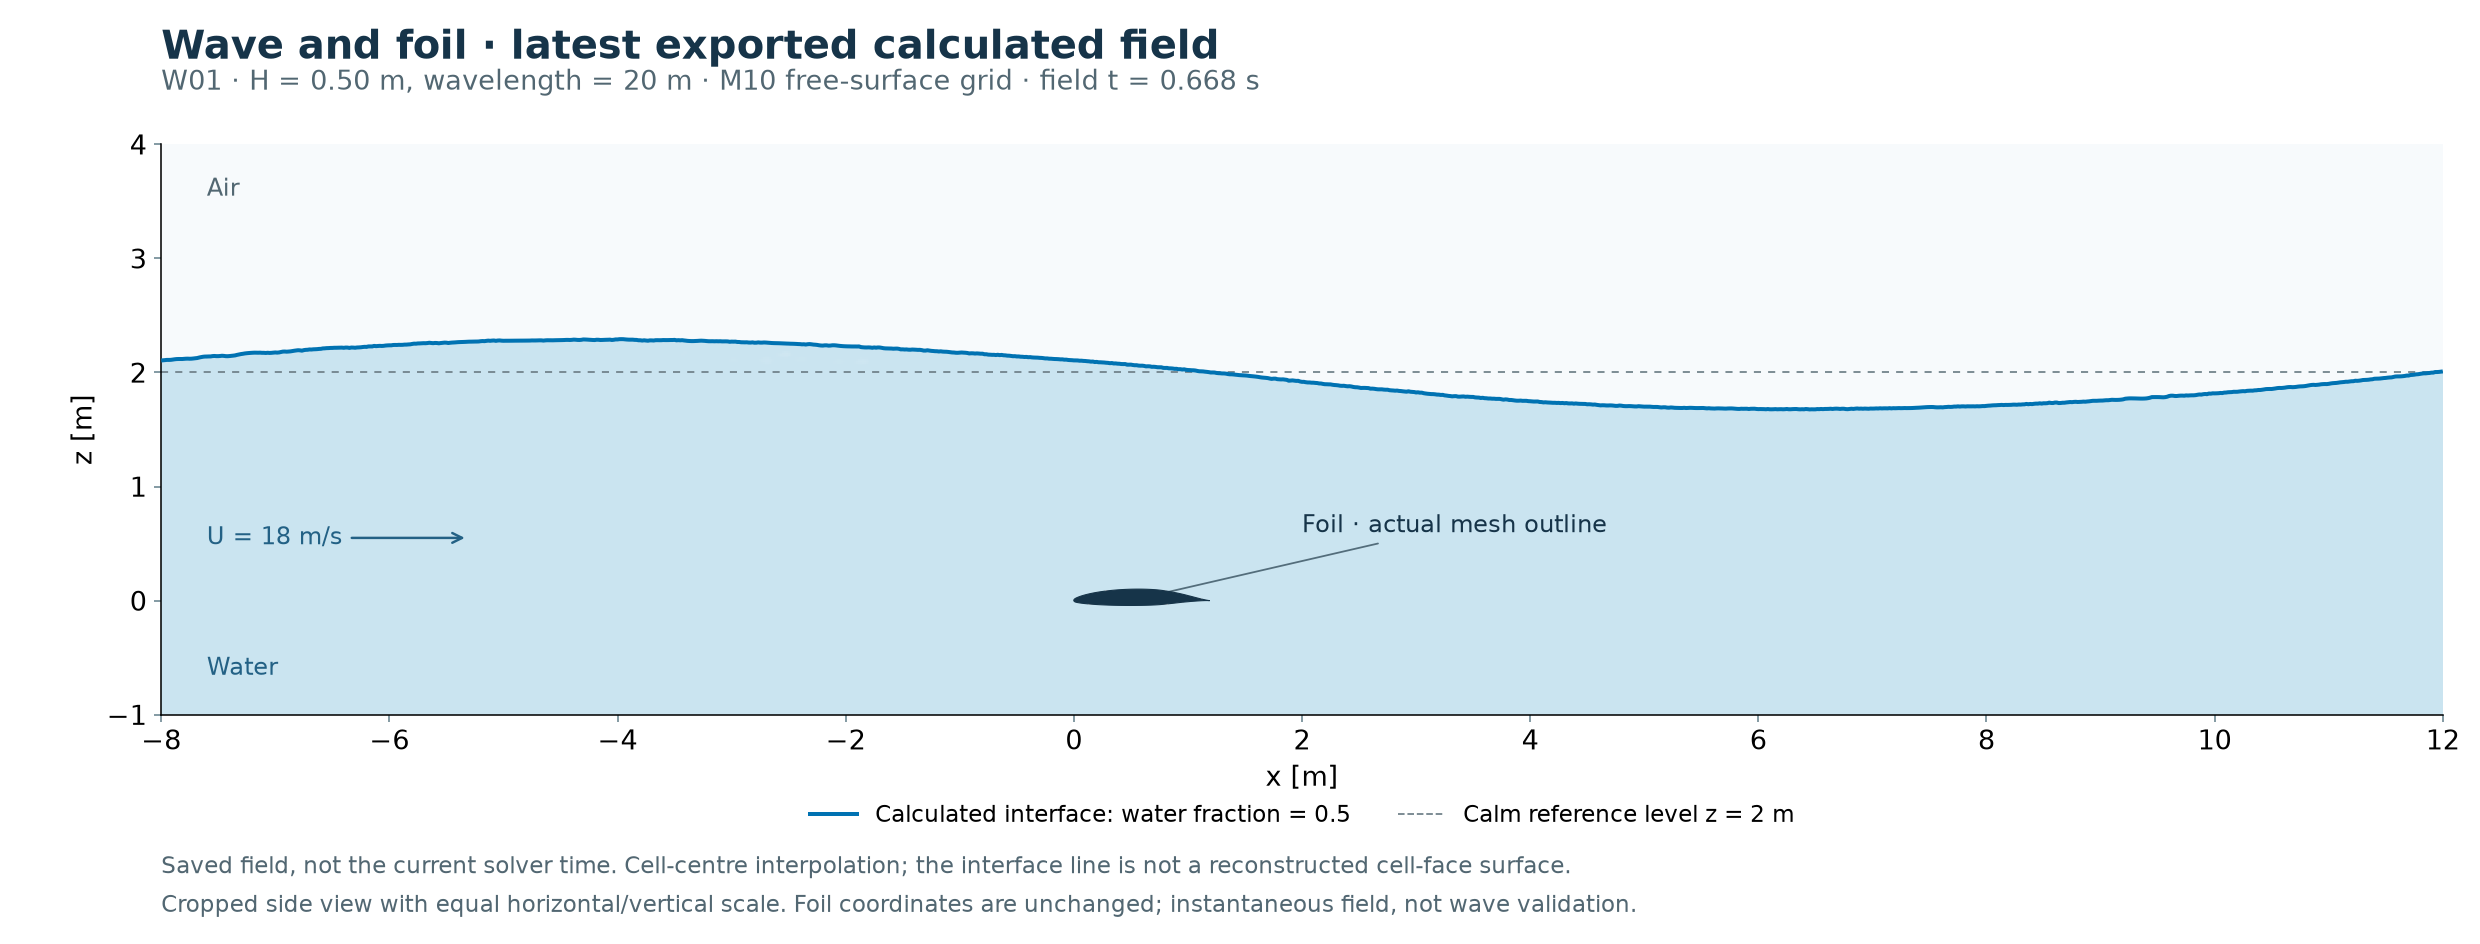 Wave and foil · latest exported calculated field
W01 · H = 0.50 m, wavelength = 20 m · M10 free-surface grid · field t = 0.668 s
4
Air
3
2
z [m]
1
Foil · actual mesh outline
U = 18 m/s
0
Water
−1
−8 −6 −4 −2 0 2 4 6 8 10 12
x [m]
Calculated interface: water fraction = 0.5 Calm reference level z = 2 m
Saved field, not the current solver time. Cell-centre interpolation; the interface line is not a reconstructed cell-face surface.
Cropped side view with equal horizontal/vertical scale. Foil coordinates are unchanged; instantaneous field, not wave validation.